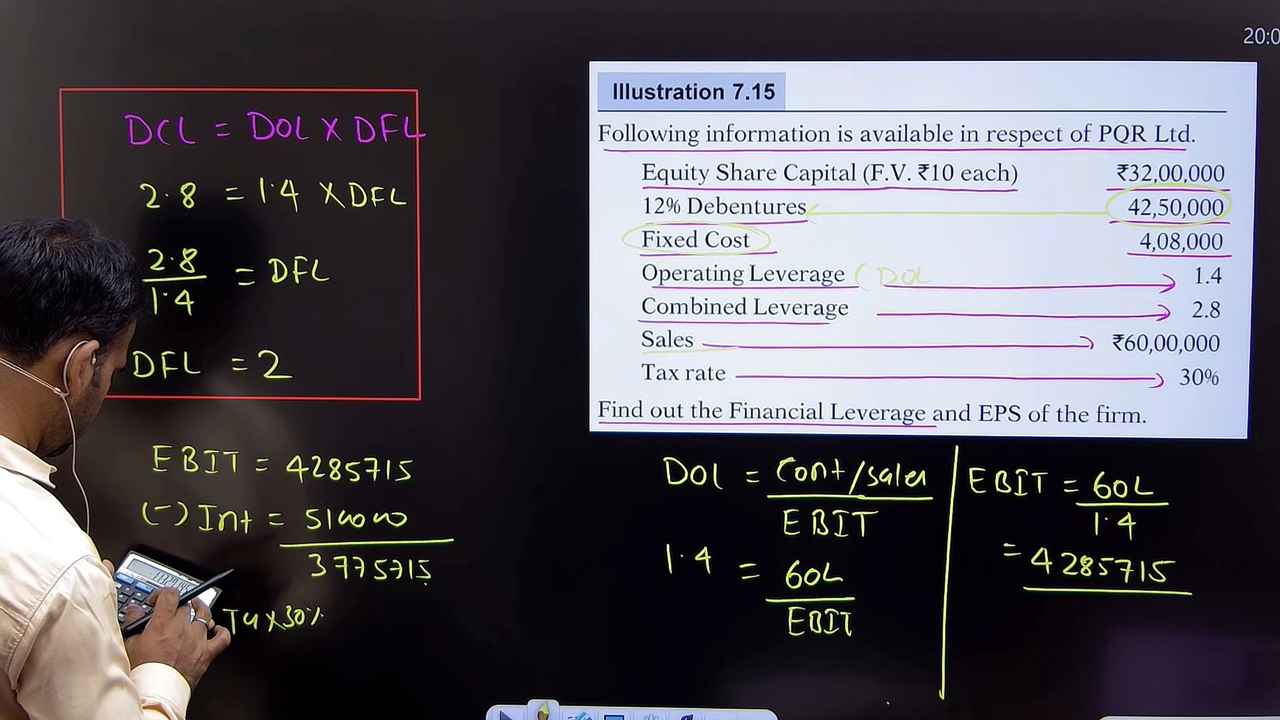 20:0
DCL = DOL X DFL
2.8 = 1.4 X DFL
2.8 / 1.4 = DFL
DFL = 2
Illustration 7.15
Following information is available in respect of PQR Ltd.
Equity Share Capital (F.V. ₹10 each) ₹32,00,000
12% Debentures 42,50,000
Fixed Cost 4,08,000
Operating Leverage ( DOL 1.4
Combined Leverage 2.8
Sales ₹60,00,000
Tax rate 30%
Find out the Financial Leverage and EPS of the firm.
EBIT = 4285715
(-) Int = 510000
3775715
X30%
DOL = Cont/sales / EBIT
1.4 = 60L / EBIT
EBIT = 60L / 1.4
= 4285715